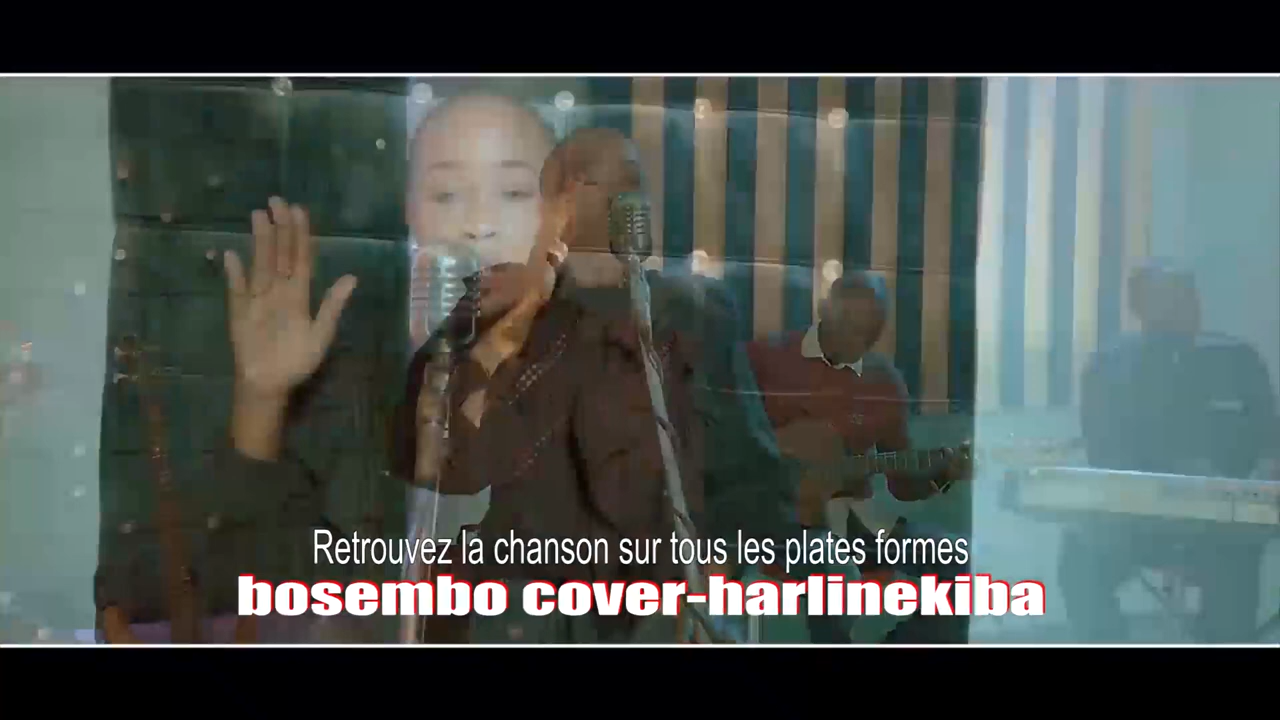 Retrouvez la chanson sur tous les plates formes
bosembo cover-harlinekiba